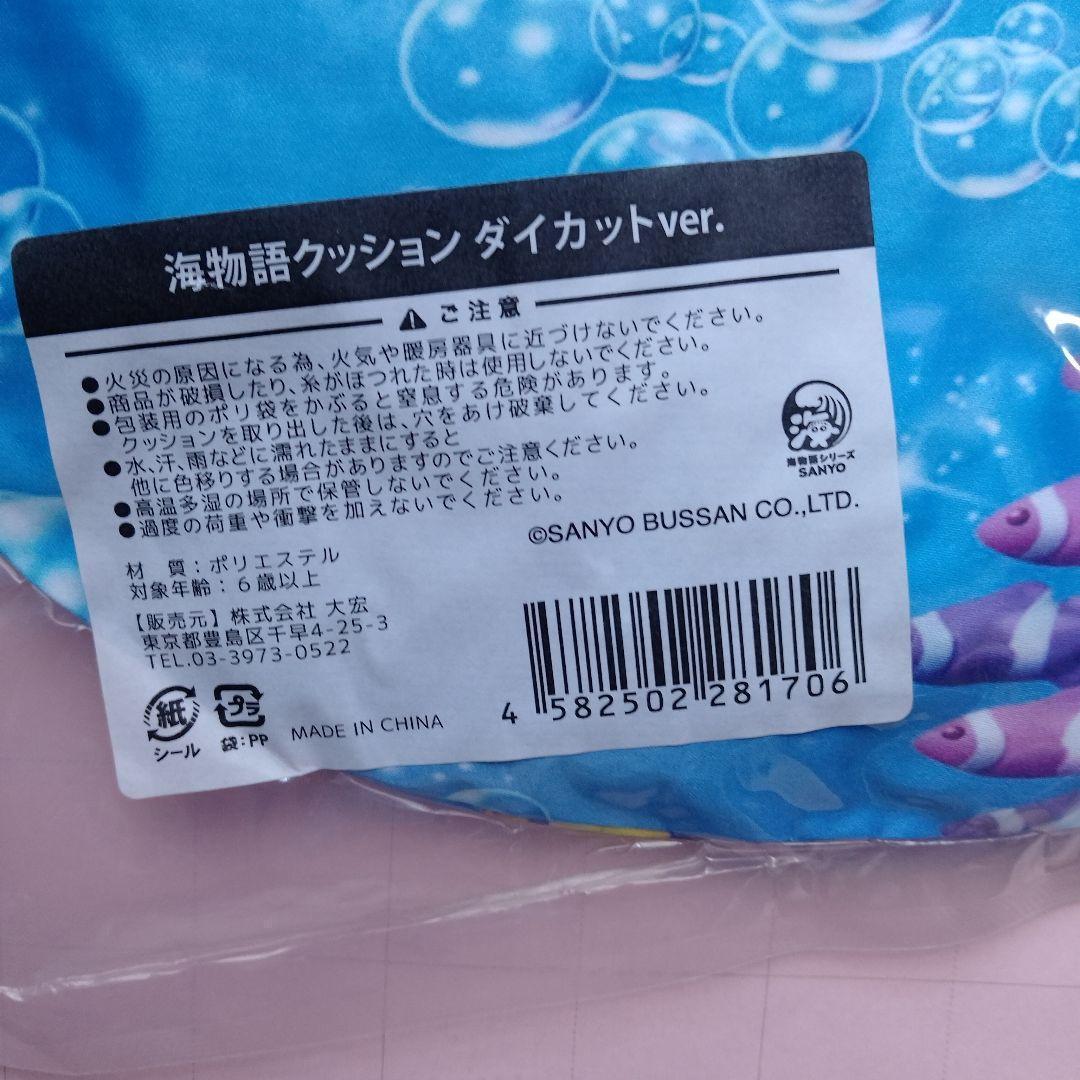 海物語クッション ダイカットver.
ご注意
●火災の原因になる為、火気や暖房器具に近づけないでください。
●商品が破損したり、糸がほつれた時は使用しないでください。
●包装用のポリ袋をかぶると窒息する危険があります。
クッションを取り出した後は、穴をあけ破棄してください。
●水、汗、雨などに濡れたままにすると
他に色移りする場合がありますのでご注意ください。
●高温多湿の場所で保管しないでください。
●過度の荷重や衝撃を加えないでください。
海
海物語シリーズ
SANYO
©SANYO BUSSAN CO.,LTD.
材 質：ポリエステル
対象年齢：6歳以上
【販売元】株式会社 大宏
東京都豊島区千早4-25-3
TEL.03-3973-0522
紙
シール
プラ
袋：PP
MADE IN CHINA
4 582502 281706